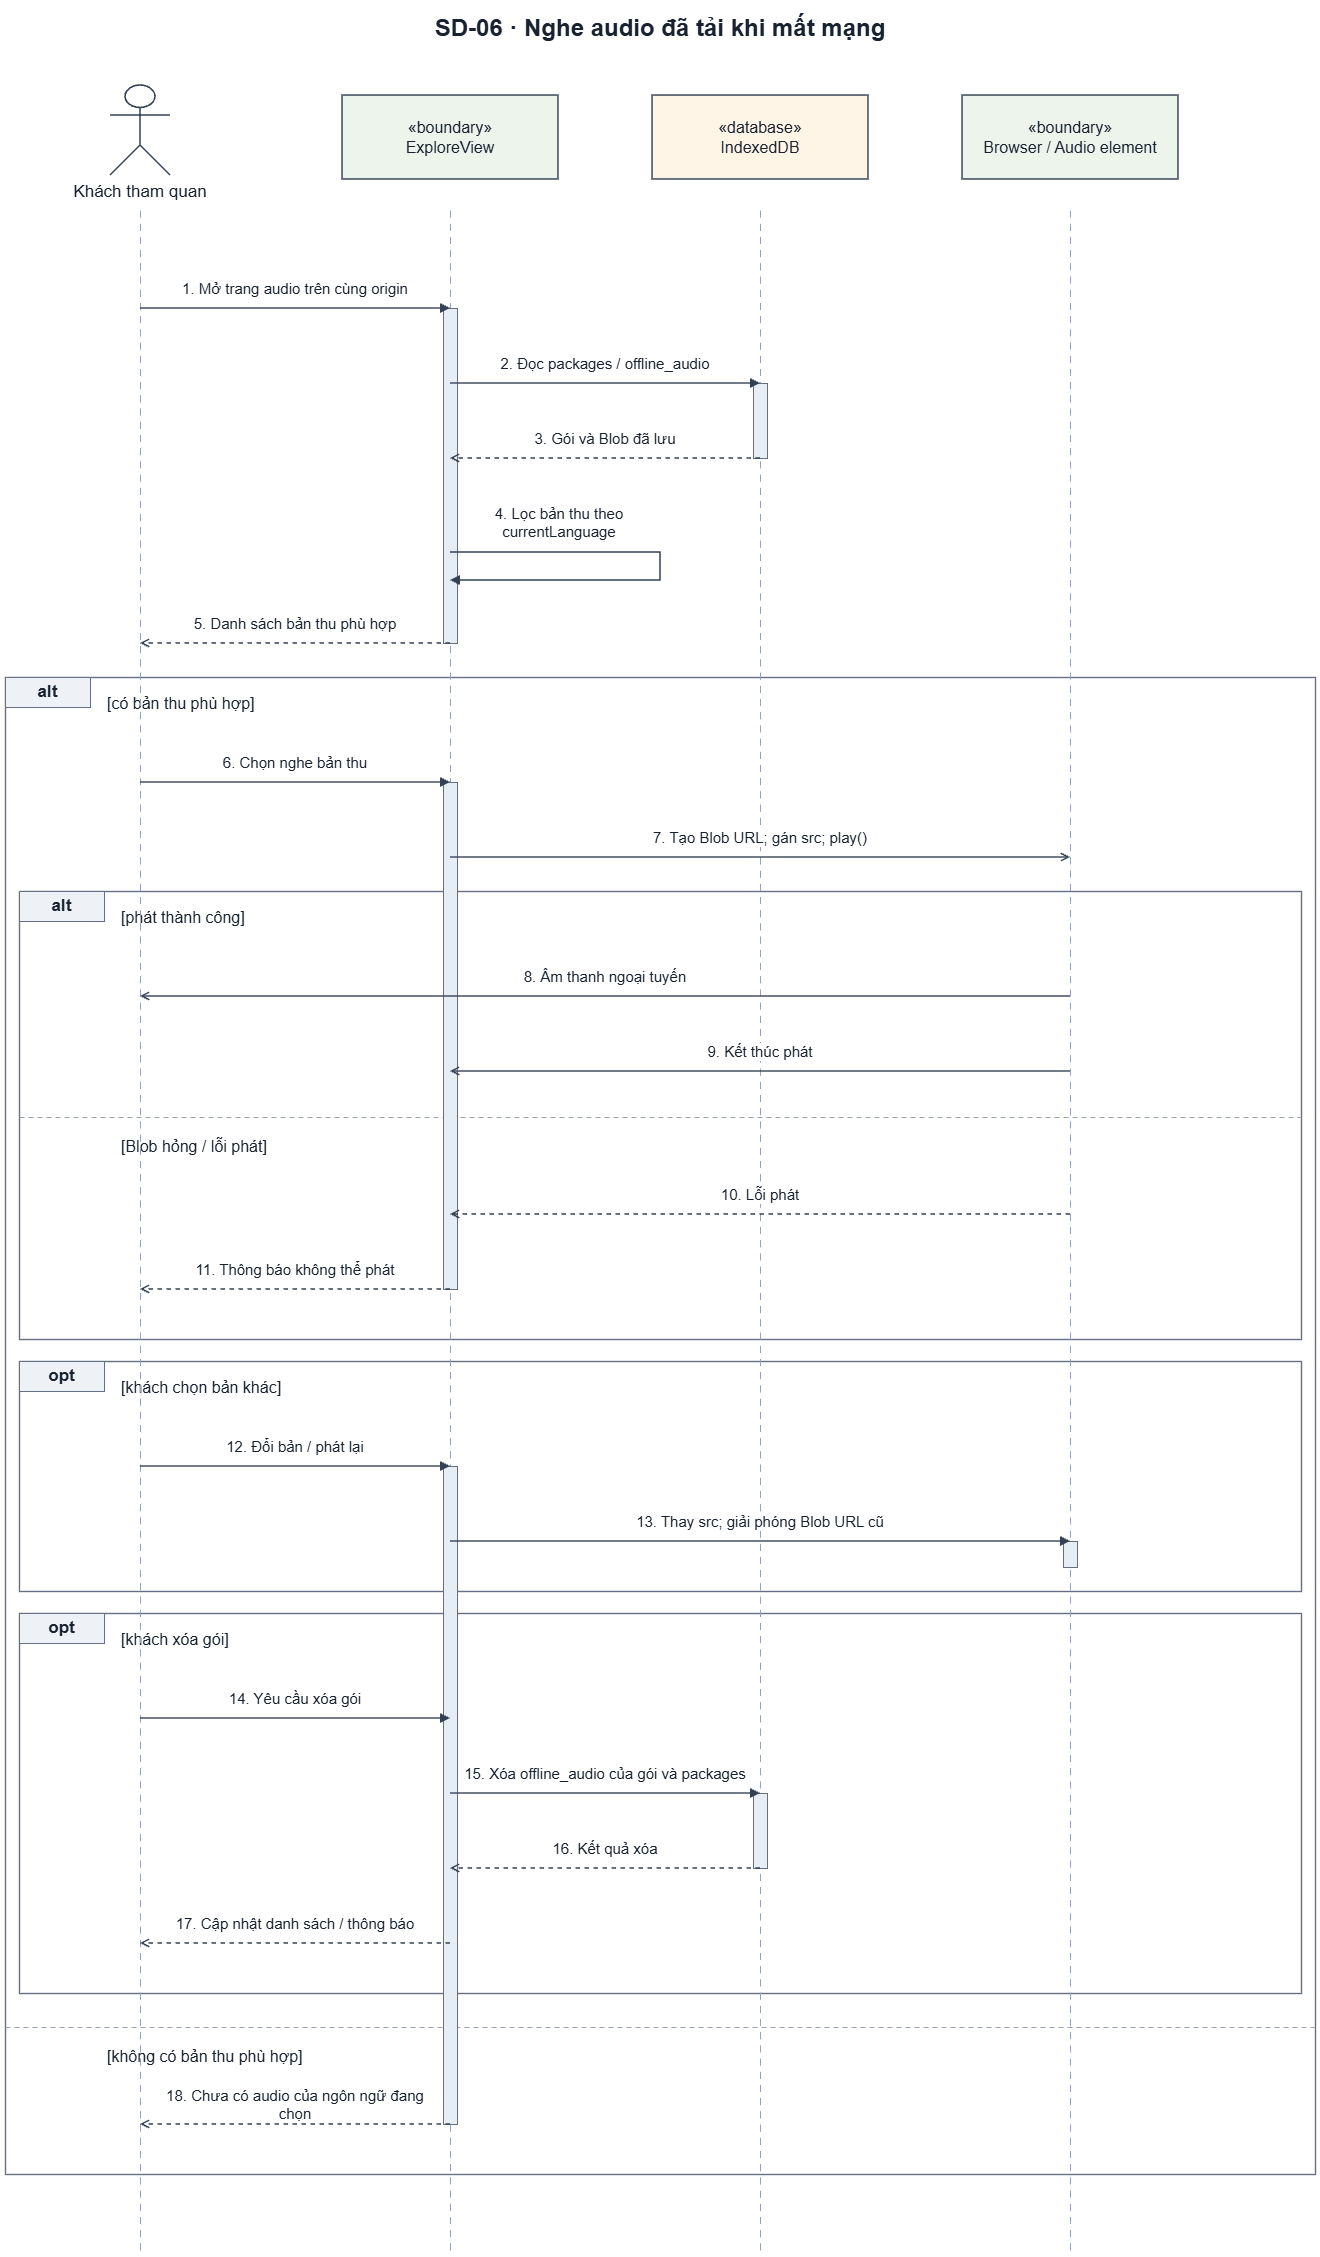 SD-06 · Nghe audio đã tải khi mất mạng
Khách tham quan
«boundary»
ExploreView
«database»
IndexedDB
«boundary»
Browser / Audio element
1. Mở trang audio trên cùng origin
2. Đọc packages / offline_audio
3. Gói và Blob đã lưu
4. Lọc bản thu theo
currentLanguage
5. Danh sách bản thu phù hợp
alt
[có bản thu phù hợp]
6. Chọn nghe bản thu
7. Tạo Blob URL; gán src; play()
alt
[phát thành công]
8. Âm thanh ngoại tuyến
9. Kết thúc phát
[Blob hỏng / lỗi phát]
10. Lỗi phát
11. Thông báo không thể phát
opt
[khách chọn bản khác]
12. Đổi bản / phát lại
13. Thay src; giải phóng Blob URL cũ
opt
[khách xóa gói]
14. Yêu cầu xóa gói
15. Xóa offline_audio của gói và packages
16. Kết quả xóa
17. Cập nhật danh sách / thông báo
[không có bản thu phù hợp]
18. Chưa có audio của ngôn ngữ đang
chọn